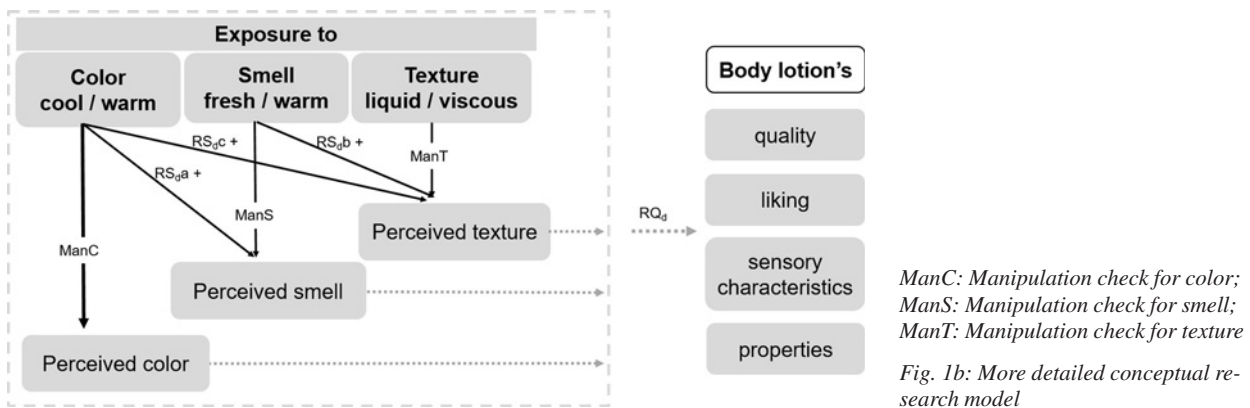 Exposure to
Color
cool / warm
Smell
fresh / warm
Texture
liquid / viscous
RSdc +
RSdb +
RSda +
ManT
ManS
ManC
Perceived texture
Perceived smell
Perceived color
RQd
Body lotion's
quality
liking
sensory
characteristics
properties
ManC: Manipulation check for color;
ManS: Manipulation check for smell;
ManT: Manipulation check for texture
Fig. 1b: More detailed conceptual re-
search model